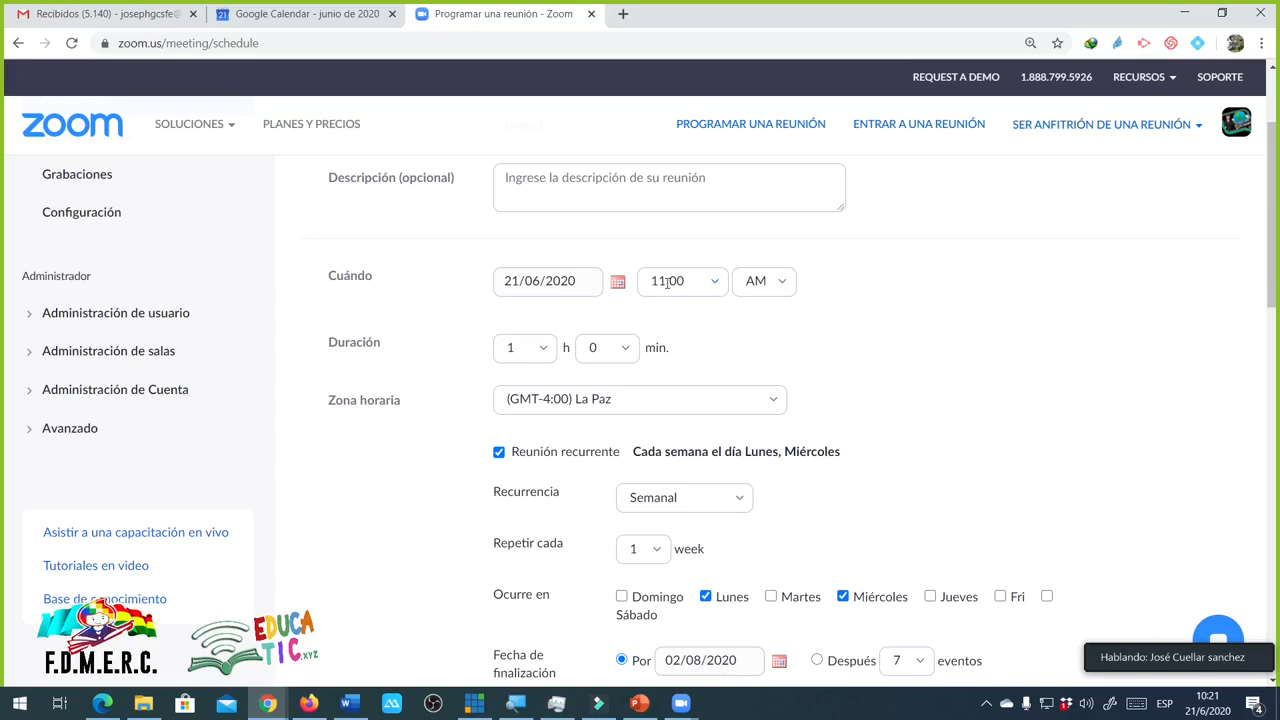 Recibidos (5.140) - josephgcsfe@
Google Calendar - junio de 2020
Programar una reunión - Zoom
zoom.us/meeting/schedule
REQUEST A DEMO
1.888.799.5926
RECURSOS
SOPORTE
zoom
SOLUCIONES
PLANES Y PRECIOS
PROGRAMAR UNA REUNIÓN
ENTRAR A UNA REUNIÓN
SER ANFITRIÓN DE UNA REUNIÓN
Grabaciones
Configuración
Administrador
Administración de usuario
Administración de salas
Administración de Cuenta
Avanzado
Asistir a una capacitación en vivo
Tutoriales en video
Base de conocimiento
F.D.M.E.R.C.
EDUCA
TIC.xyz
Descripción (opcional)
Ingrese la descripción de su reunión
Cuándo
21/06/2020
11:00
AM
Duración
1 h 0 min.
Zona horaria
(GMT-4:00) La Paz
Reunión recurrente Cada semana el día Lunes, Miércoles
Recurrencia
Semanal
Repetir cada
1 week
Ocurre en
Domingo Lunes Martes Miércoles Jueves Fri
Sábado
Fecha de
finalización
Por 02/08/2020
Después 7 eventos
Hablando: José Cuellar sanchez
ESP
10:21
21/6/2020
4